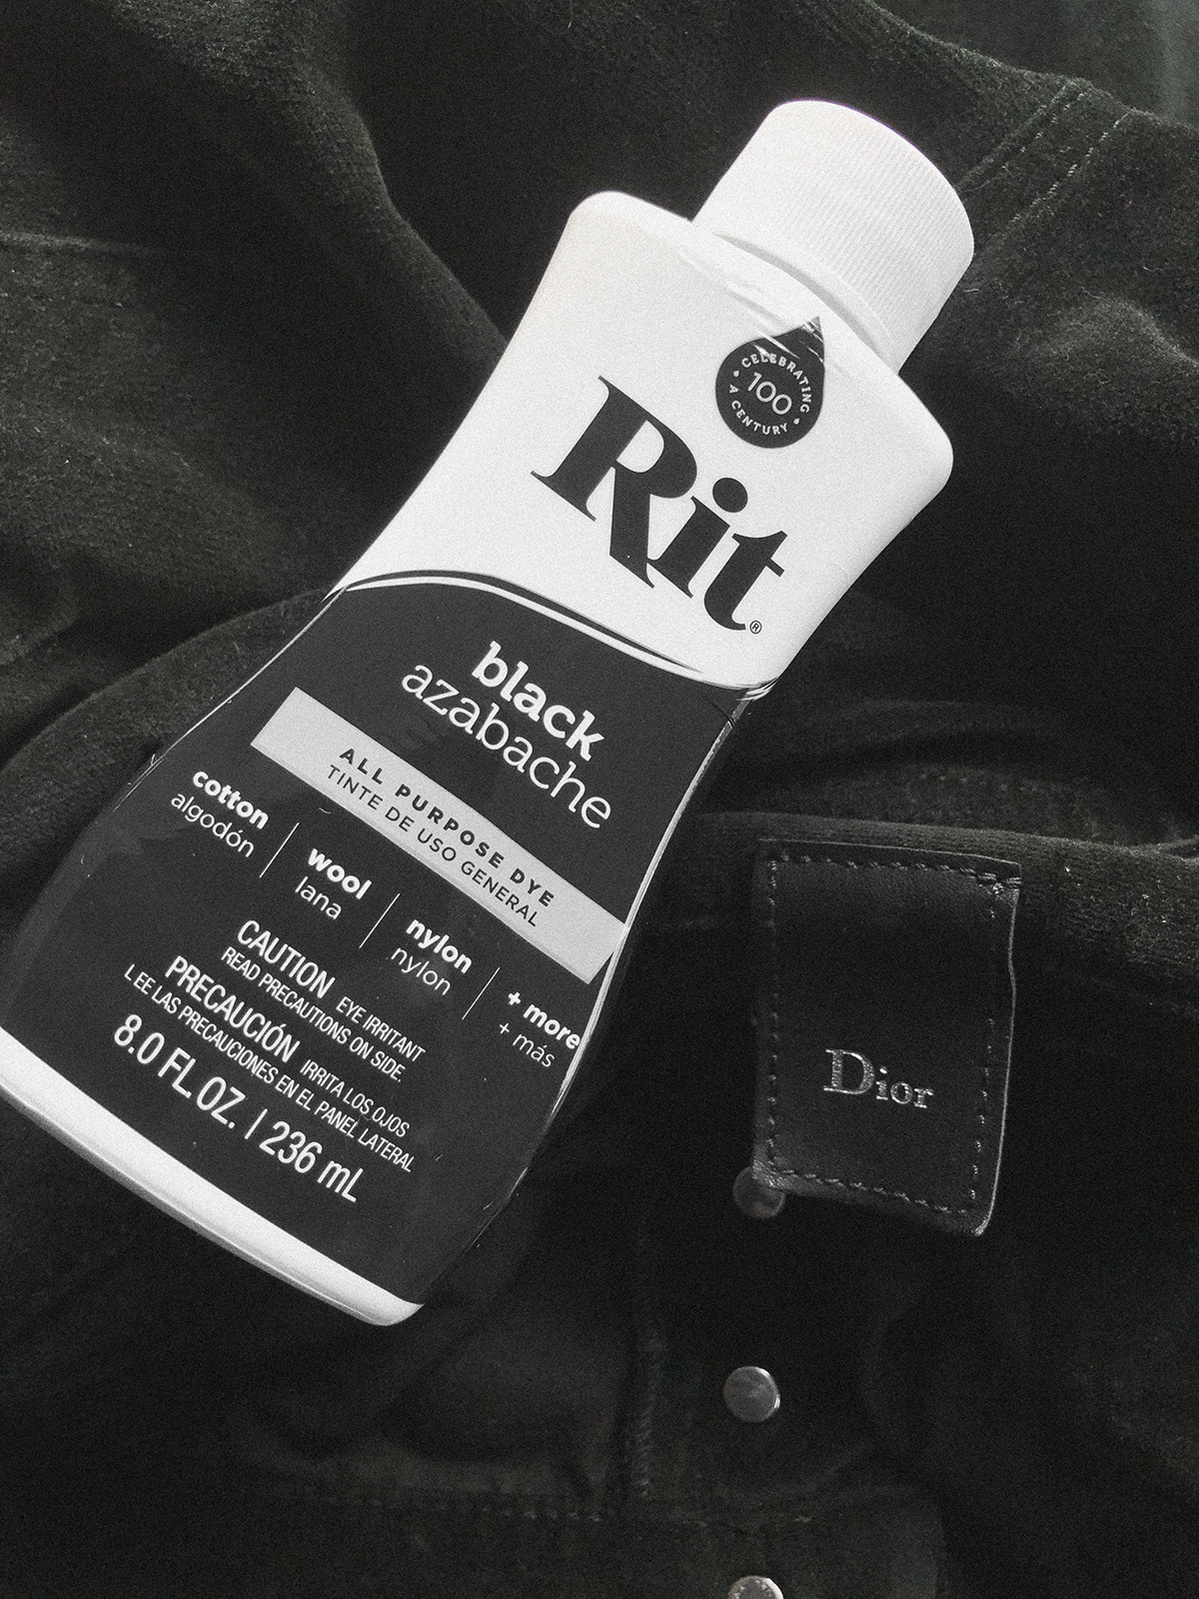 CELEBRATING
100
A CENTURY
Rit®
black
azabache
ALL PURPOSE DYE
TINTE DE USO GENERAL
cotton
algodón
wool
lana
nylon
nylon
+ more
+ más
CAUTION EYE IRRITANT
READ PRECAUTIONS ON SIDE.
PRECAUCIÓN IRRITA LOS OJOS
LEE LAS PRECAUCIONES EN EL PANEL LATERAL
8.0 FL OZ. | 236 mL
Dior